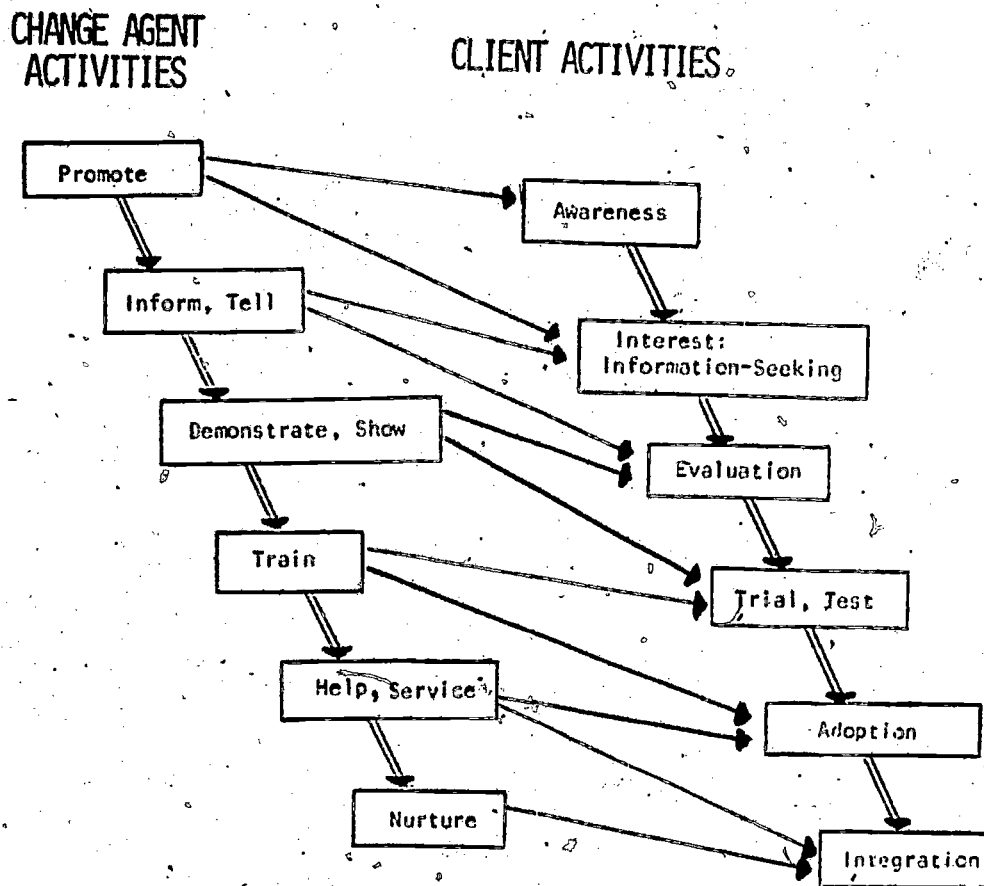 CHANGE AGENT
ACTIVITIES
CLIENT ACTIVITIES
Promote
Awareness
Inform, Tell
Interest:
Information-Seeking
Demonstrate, Show
Evaluation
Train
Trial, Test
Help, Service
Adoption
Nurture
Integration